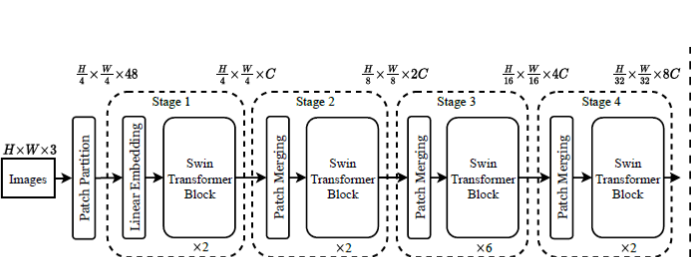 H/4 × W/4 × 48
H/4 × W/4 × C
H/8 × W/8 × 2C
H/16 × W/16 × 4C
H/32 × W/32 × 8C
Stage 1
Stage 2
Stage 3
Stage 4
H×W×3
Images
Patch Partition
Linear Embedding
Swin
Transformer
Block
×2
Patch Merging
Swin
Transformer
Block
×2
Patch Merging
Swin
Transformer
Block
×6
Patch Merging
Swin
Transformer
Block
×2